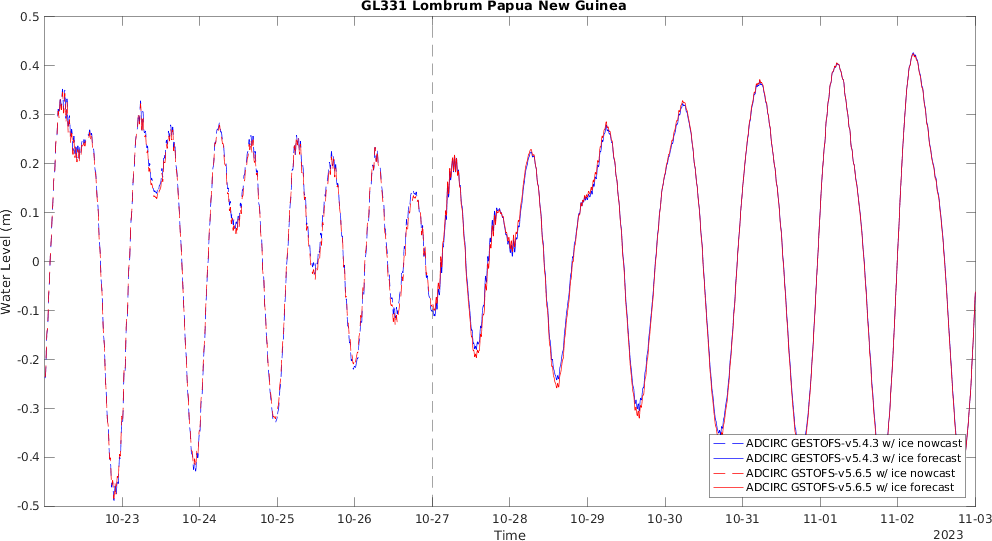 GL331 Lombrum Papua New Guinea
0.5
0.4
0.3
0.2
0.1
0
-0.1
-0.2
-0.3
-0.4
-0.5
Water Level (m)
ADCIRC GESTOFS-v5.4.3 w/ ice nowcast
ADCIRC GESTOFS-v5.4.3 w/ ice forecast
ADCIRC GSTOFS-v5.6.5 w/ ice nowcast
ADCIRC GSTOFS-v5.6.5 w/ ice forecast
10-23 10-24 10-25 10-26 10-27 10-28 10-29 10-30 10-31 11-01 11-02 11-03
Time
2023